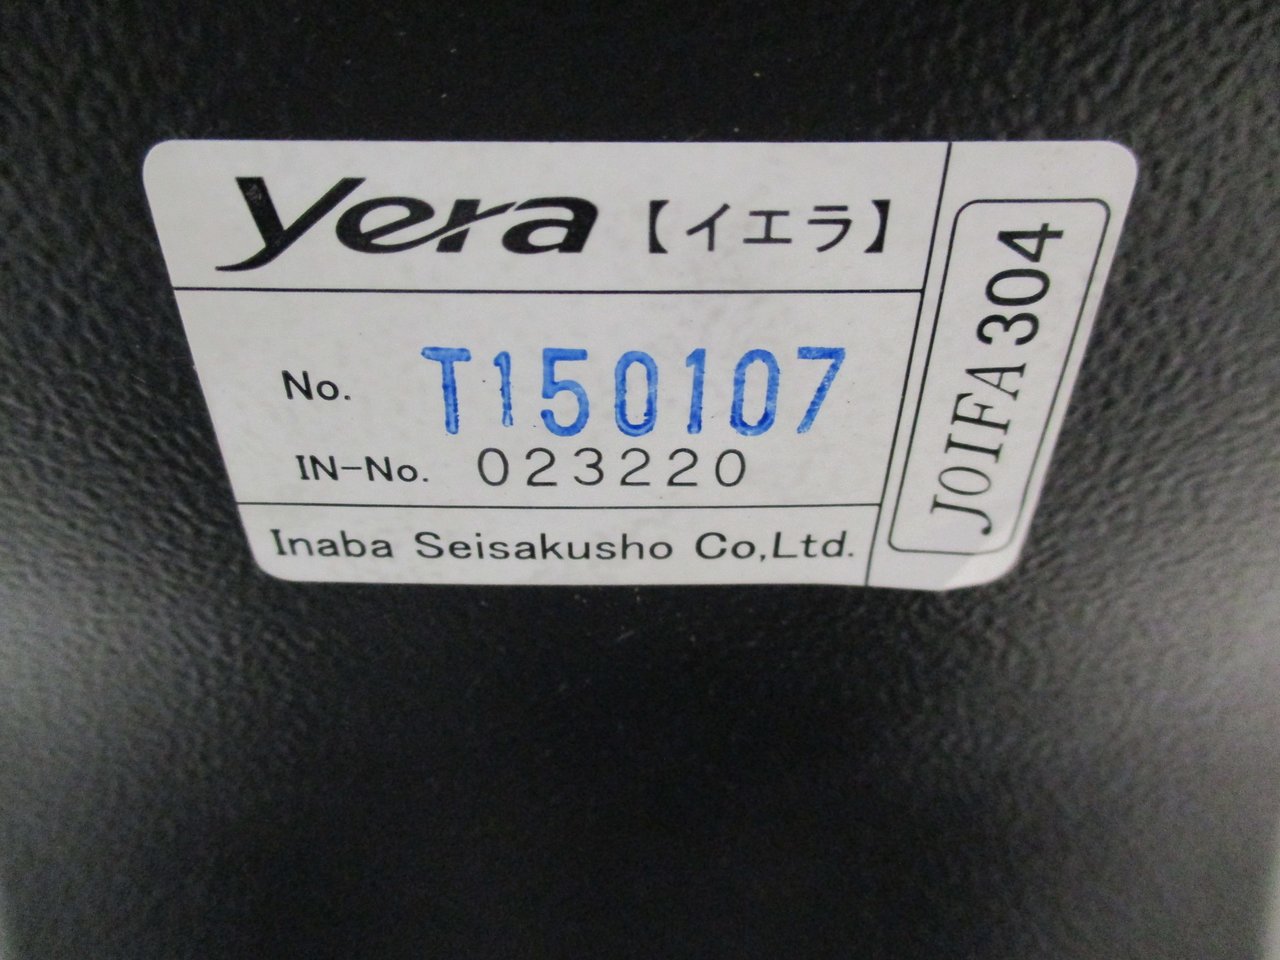 yera【イエラ】
No. T150107
IN-No. 023220
Inaba Seisakusho Co,Ltd.
JOIFA 304